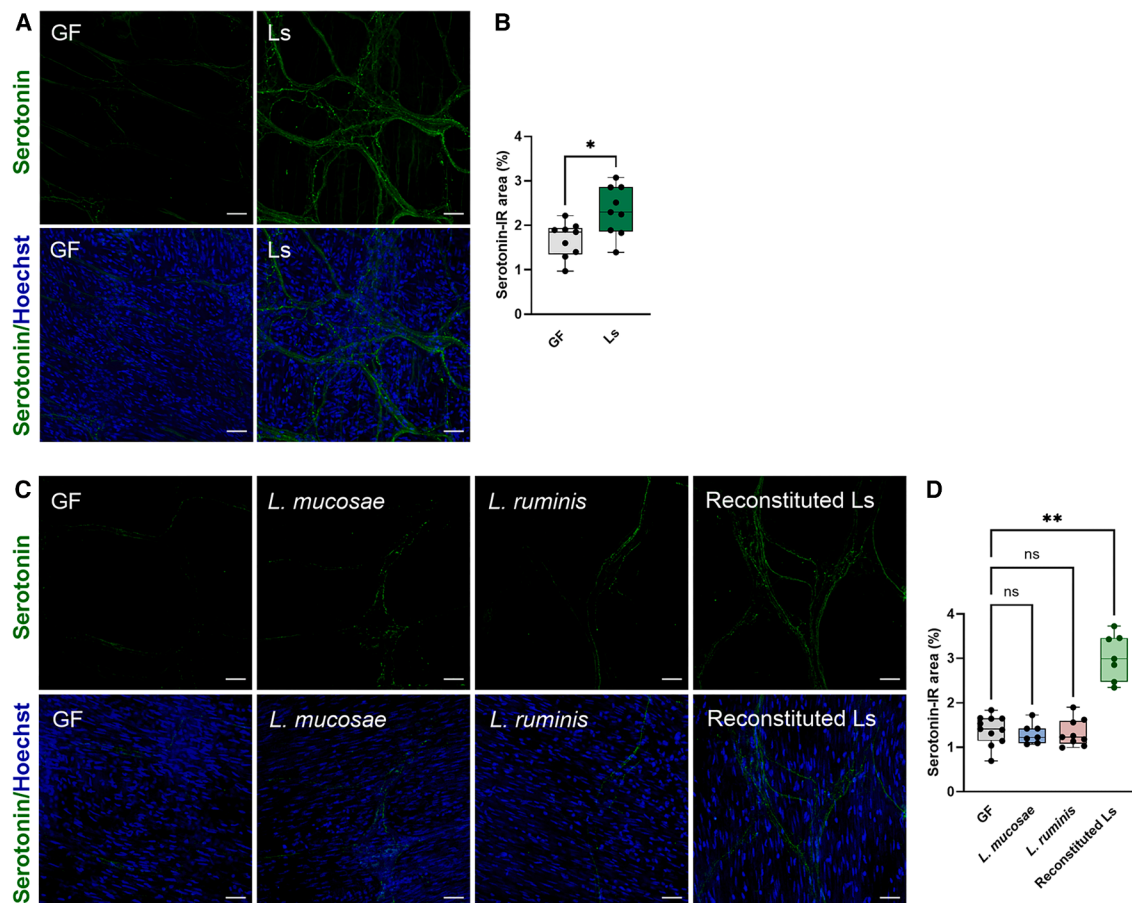 A
GF
Ls
Serotonin
GF
Ls
Serotonin/Hoechst
B
Serotonin-IR area (%)
4
3
2
1
0
*
GF
Ls
C
GF
L. mucosae
L. ruminis
Reconstituted Ls
Serotonin
GF
L. mucosae
L. ruminis
Reconstituted Ls
Serotonin/Hoechst
D
**
ns
ns
Serotonin-IR area (%)
4
3
2
1
0
GF
L. mucosae
L. ruminis
Reconstituted Ls